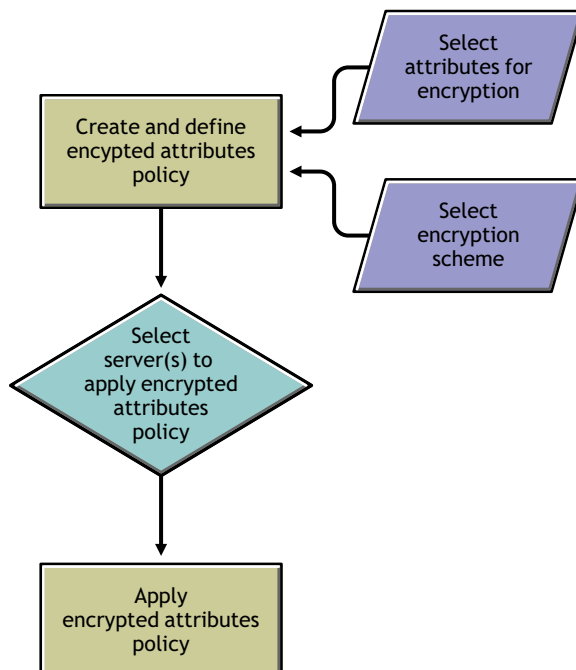 Select
attributes for
encryption
Create and define
encypted attributes
policy
Select
encryption
scheme
Select
server(s) to
apply encrypted
attributes
policy
Apply
encrypted attributes
policy